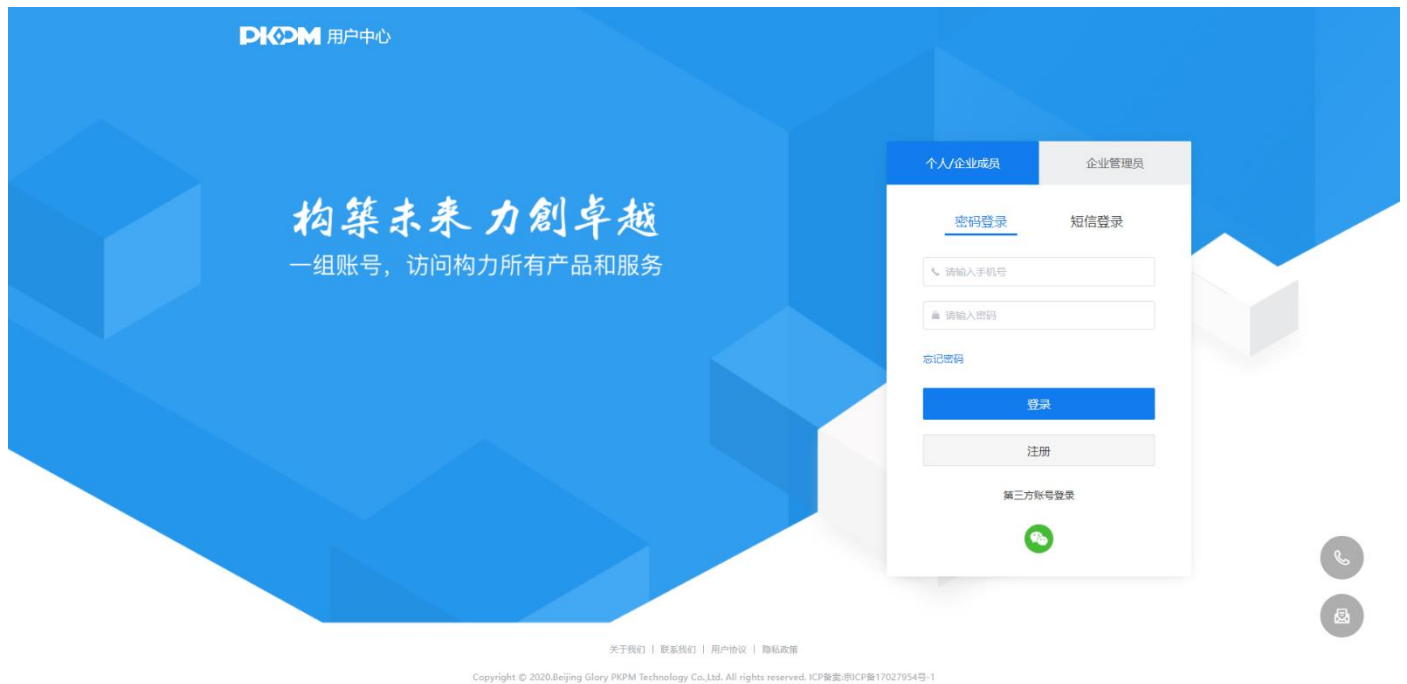 PKPM 用户中心
构築未来 力創卓越
一组账号，访问构力所有产品和服务
个人/企业成员 企业管理员
密码登录 短信登录
请输入手机号
请输入密码
忘记密码
登录
注册
第三方账号登录
关于我们 | 联系我们 | 用户协议 | 隐私政策
Copyright © 2020.Beijing Glory PKPM Technology Co.,Ltd. All rights reserved. ICP备案:京ICP备17027954号-1